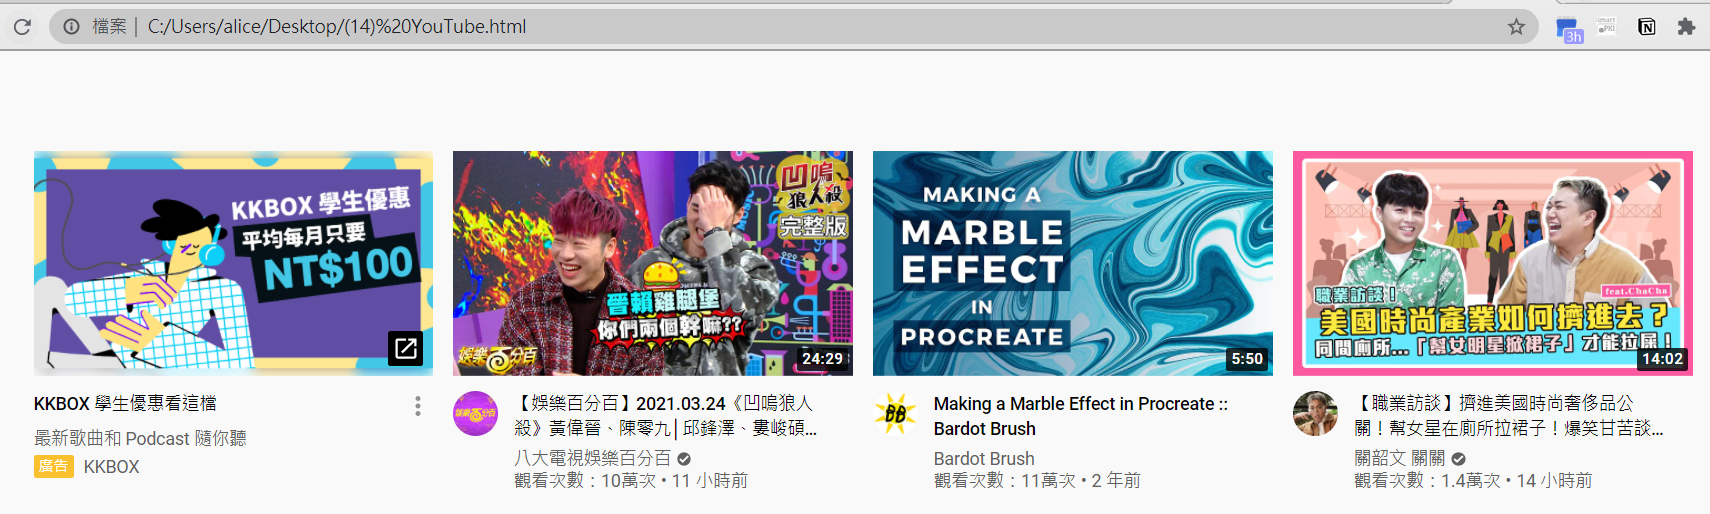 檔案 | C:/Users/alice/Desktop/(14)%20YouTube.html
3h
smart
PKI
N
KKBOX 學生優惠
平均每月只要
NT$100
凹嗚
狼人殺
完整版
晉賴雞腿堡
你們兩個幹嘛??
娛樂百分百
24:29
MAKING A
MARBLE
EFFECT
IN
PROCREATE
5:50
feat.ChaCha
職業訪談!
美國時尚產業如何擠進去?
同間廁所...「幫女明星掀裙子」才能拉屎!
14:02
KKBOX 學生優惠看這檔
最新歌曲和 Podcast 隨你聽
廣告 KKBOX
娛樂百分百
【娛樂百分百】2021.03.24《凹嗚狼人
殺》黃偉晉、陳零九│邱鋒澤、婁峻碩...
八大電視娛樂百分百
觀看次數:10萬次 • 11 小時前
BB
Making a Marble Effect in Procreate ::
Bardot Brush
Bardot Brush
觀看次數:11萬次 • 2 年前
【職業訪談】擠進美國時尚奢侈品公
關!幫女星在廁所拉裙子!爆笑甘苦談...
關韶文 關關
觀看次數:1.4萬次 • 14 小時前